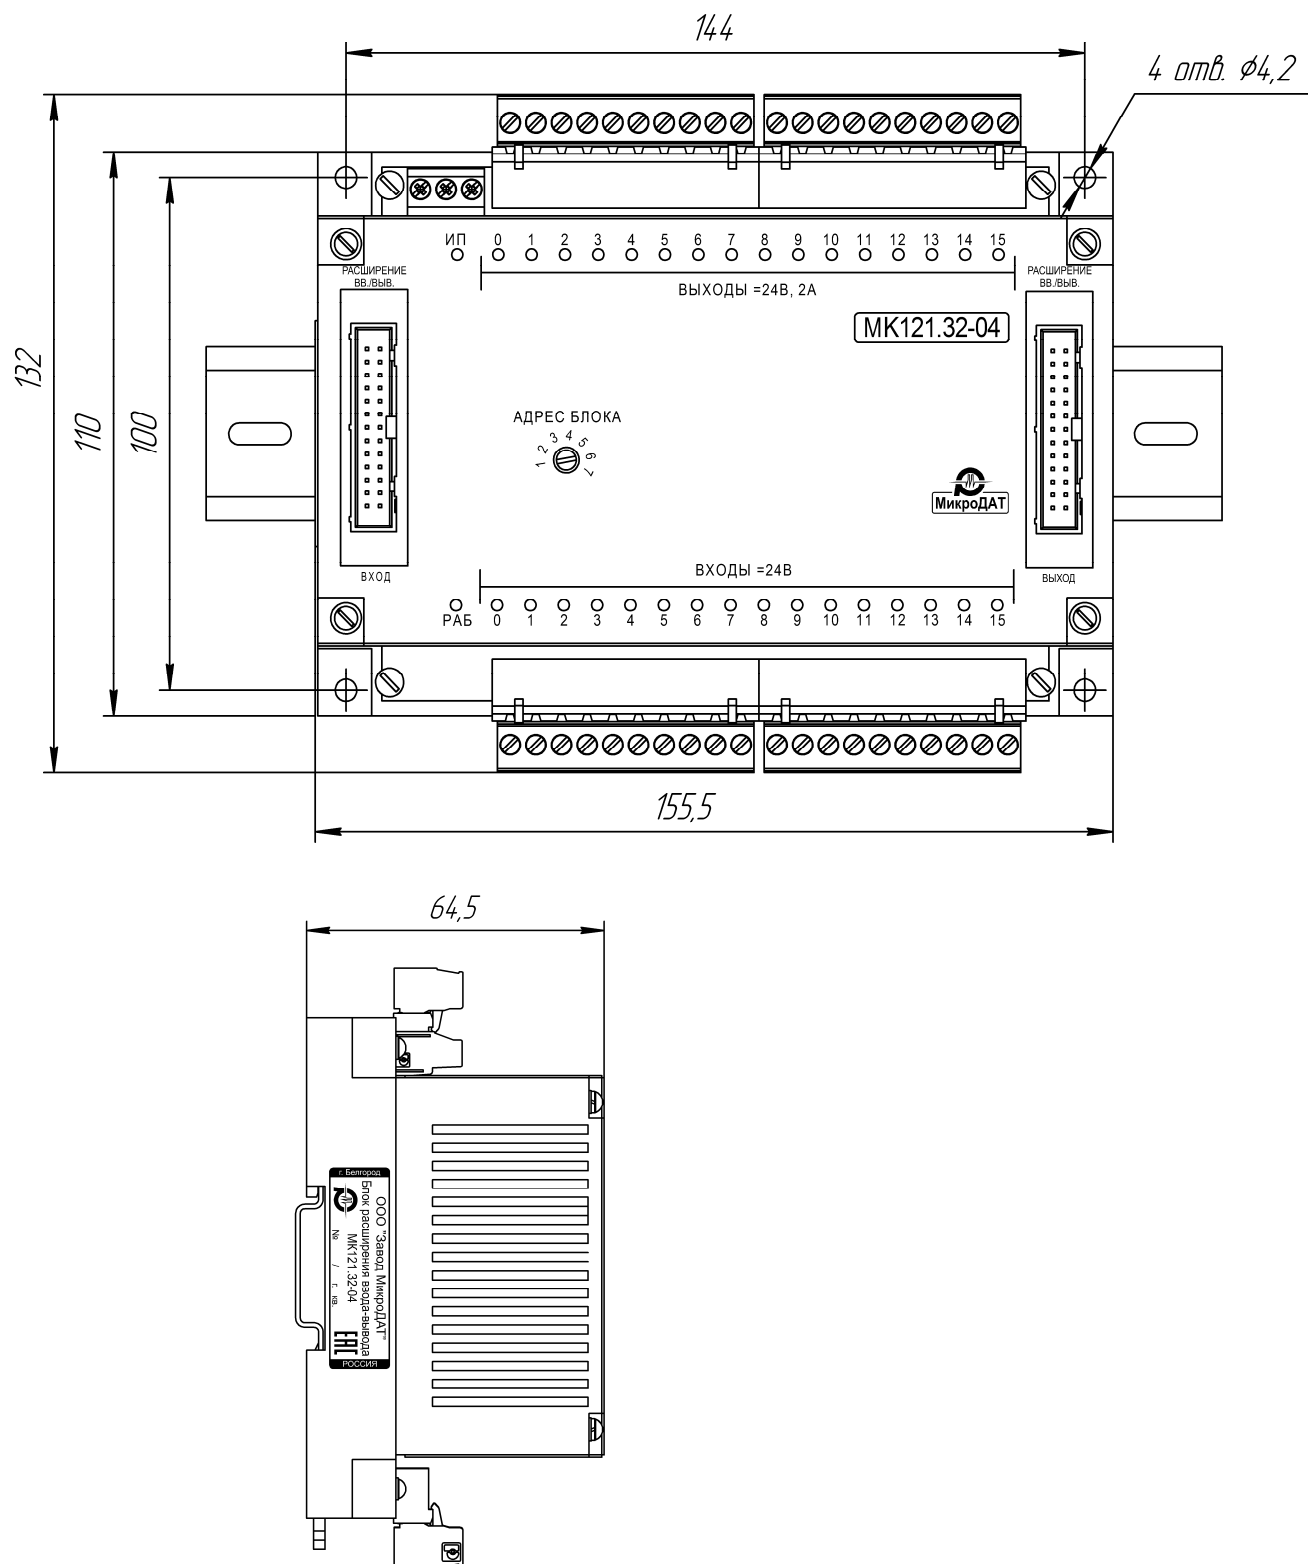 144
4 отв. ϕ4,2
132
110
100
ИП 0 1 2 3 4 5 6 7 8 9 10 11 12 13 14 15
РАСШИРЕНИЕ
ВВ./ВЫВ.
РАСШИРЕНИЕ
ВВ./ВЫВ.
ВЫХОДЫ =24В, 2А
МК121.32-04
АДРЕС БЛОКА
1 2 3 4 5 6 7
МикроДАТ
ВХОД
ВЫХОД
ВХОДЫ =24В
РАБ 0 1 2 3 4 5 6 7 8 9 10 11 12 13 14 15
155,5
64,5
г. Белгород
ООО "Завод МикроДАТ"
Блок расширения ввода-вывода
МК121.32-04
№ / г. кв.
ЕАС
РОССИЯ